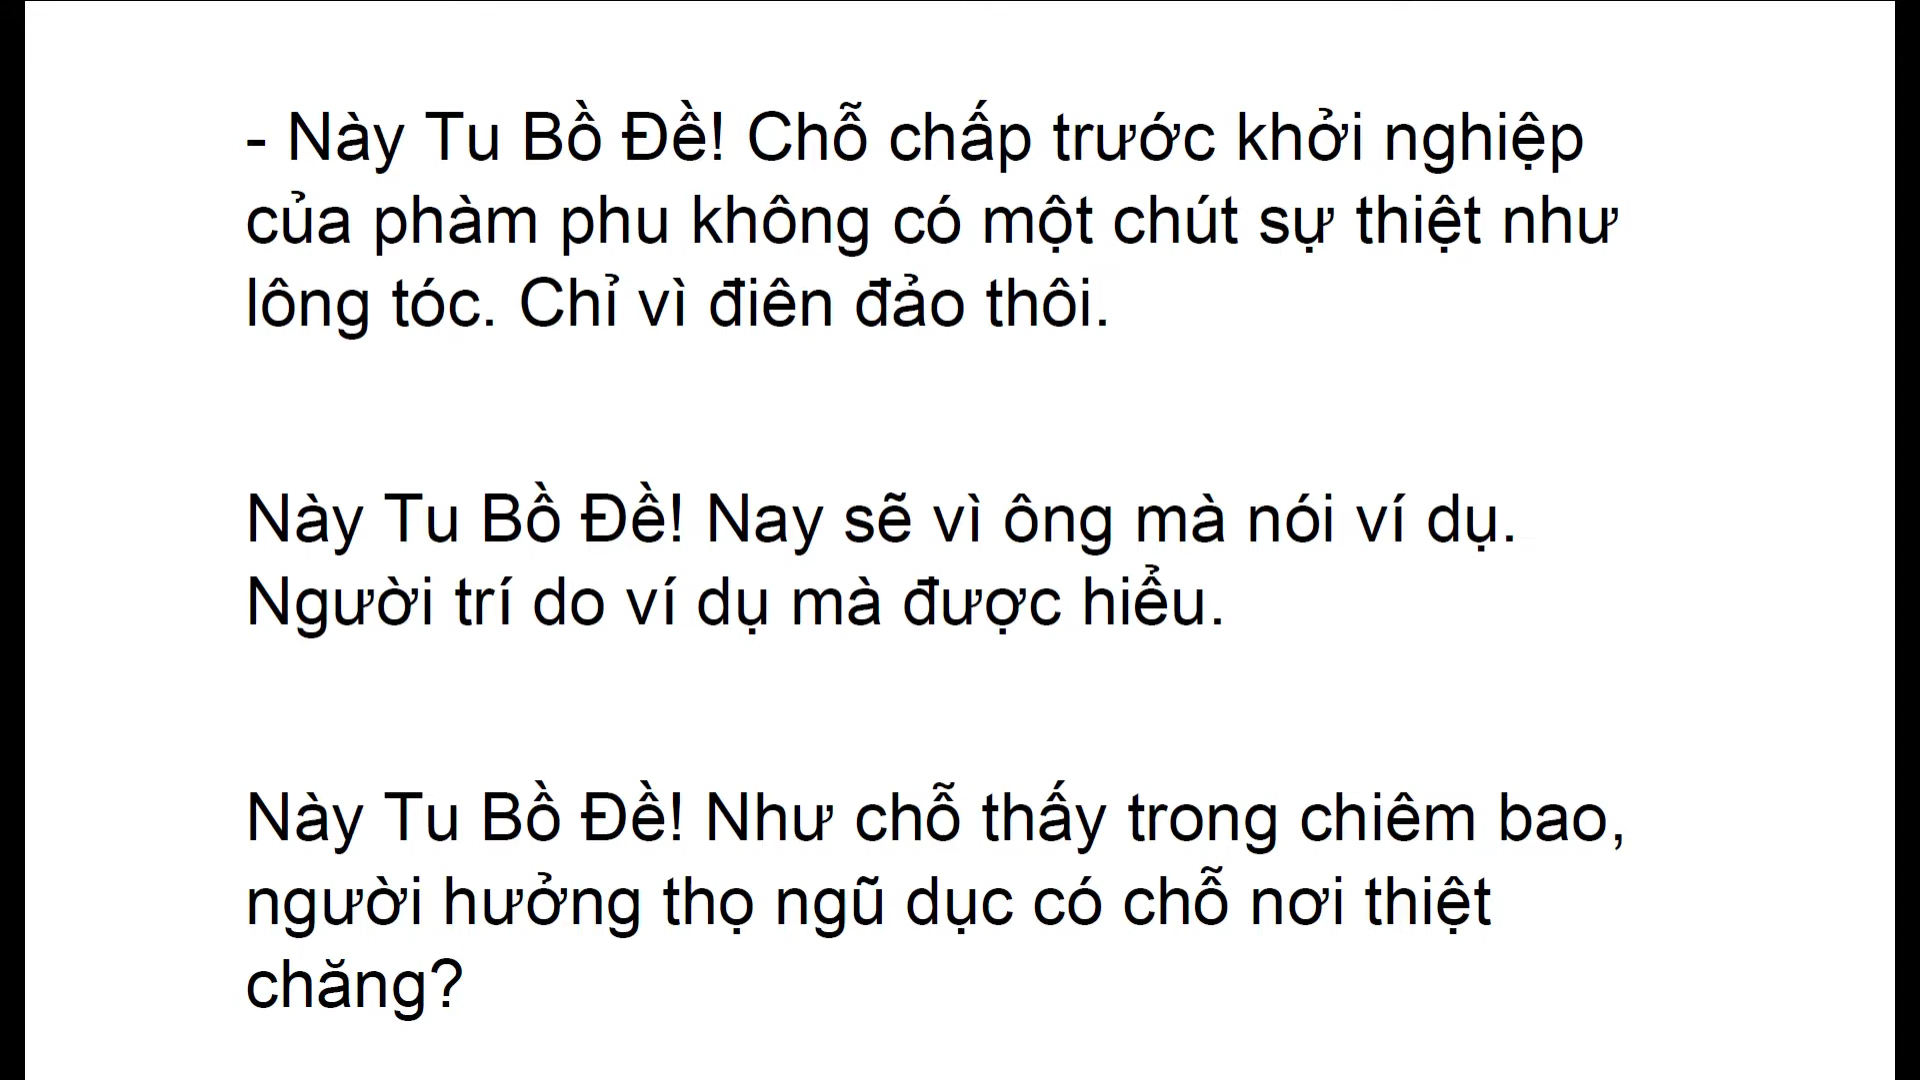 - Này Tu Bồ Đề! Chỗ chấp trước khởi nghiệp
của phàm phu không có một chút sự thiệt như
lông tóc. Chỉ vì điên đảo thôi.
Này Tu Bồ Đề! Nay sẽ vì ông mà nói ví dụ.
Người trí do ví dụ mà được hiểu.
Này Tu Bồ Đề! Như chỗ thấy trong chiêm bao,
người hưởng thọ ngũ dục có chỗ nơi thiệt
chăng?